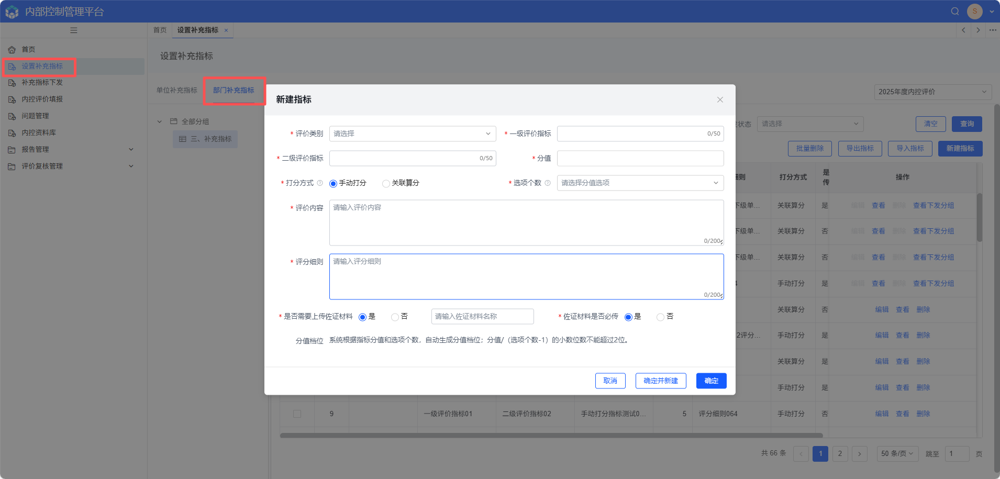 内部控制管理平台
S
首页
设置补充指标 ×
首页
设置补充指标
补充指标下发
内控评价填报
问题管理
内控资料库
报告管理
评价复核管理
设置补充指标
单位补充指标
部门补充指标
2025年度内控评价
全部分组
三、补充指标
状态
请选择
清空
查询
批量删除
导出指标
导入指标
新建指标
新建指标
* 评价类别
请选择
* 一级评价指标
0/50
* 二级评价指标
0/50
* 分值
* 打分方式
手动打分
关联算分
* 选项个数
请选择分值选项
* 评价内容
请输入评价内容
0/200
* 评分细则
请输入评分细则
0/200
* 是否需要上传佐证材料
是
否
请输入佐证材料名称
* 佐证材料是否必传
是
否
分值档位
系统根据指标分值和选项个数，自动生成分值档位；分值/（选项个数-1）的小数位数不能超过2位。
取消
确定并新建
确定
细则
打分方式
是
传
操作
下级单...
关联算分
是
编辑 查看 删除 查看下发分组
下级单...
关联算分
否
编辑 查看 删除 查看下发分组
下级单...
关联算分
否
编辑 查看 删除 查看下发分组
4
手动打分
是
编辑 查看 删除 查看下发分组
关联算分
否
编辑 查看 删除
2评分...
手动打分
是
编辑 查看 删除
关联算分
是
编辑 查看 删除
手动打分
是
编辑 查看 删除
9
一级评价指标01
二级评价指标02
手动打分指标测试0...
5
评分细则064
手动打分
否
编辑 查看 删除
共 66 条
1
2
50 条/页
跳至
1
页